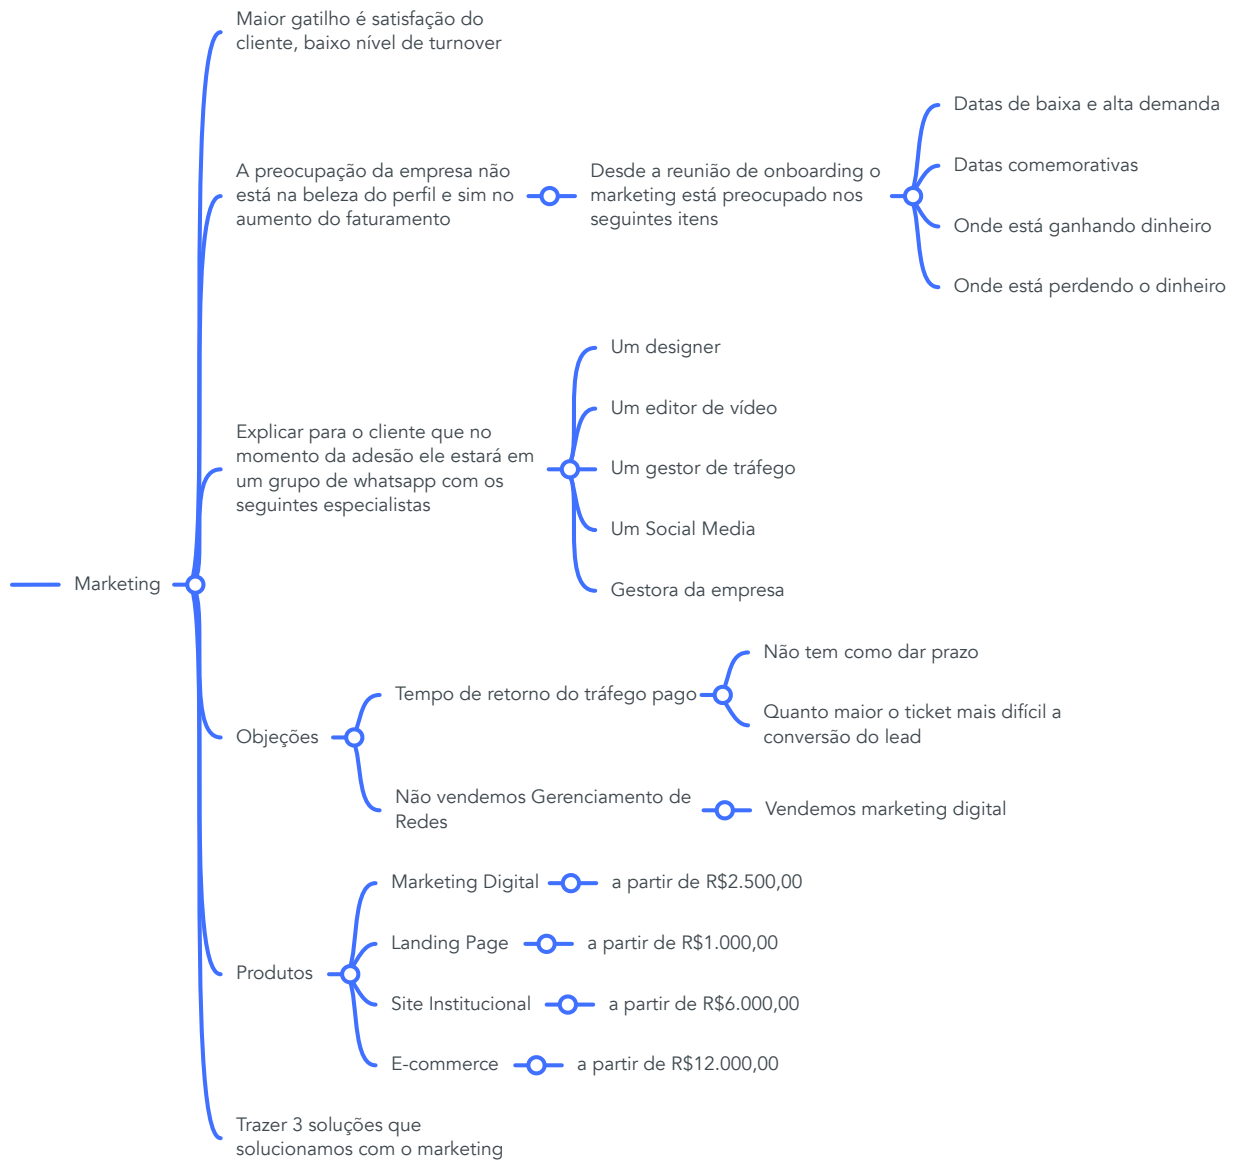 Maior gatilho é satisfação do
cliente, baixo nível de turnover
A preocupação da empresa não
está na beleza do perfil e sim no
aumento do faturamento
Desde a reunião de onboarding o
marketing está preocupado nos
seguintes itens
Datas de baixa e alta demanda
Datas comemorativas
Onde está ganhando dinheiro
Onde está perdendo o dinheiro
Explicar para o cliente que no
momento da adesão ele estará em
um grupo de whatsapp com os
seguintes especialistas
Um designer
Um editor de vídeo
Um gestor de tráfego
Um Social Media
Gestora da empresa
Marketing
Objeções
Tempo de retorno do tráfego pago
Não tem como dar prazo
Quanto maior o ticket mais difícil a
conversão do lead
Não vendemos Gerenciamento de
Redes
Vendemos marketing digital
Produtos
Marketing Digital
a partir de R$2.500,00
Landing Page
a partir de R$1.000,00
Site Institucional
a partir de R$6.000,00
E-commerce
a partir de R$12.000,00
Trazer 3 soluções que
solucionamos com o marketing